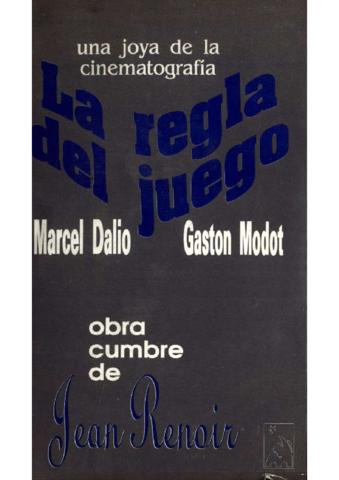 una joya de la
cinematografía
La regla
del juego
Marcel Dalio Gaston Modot
obra
cumbre
de
Jean Renoir